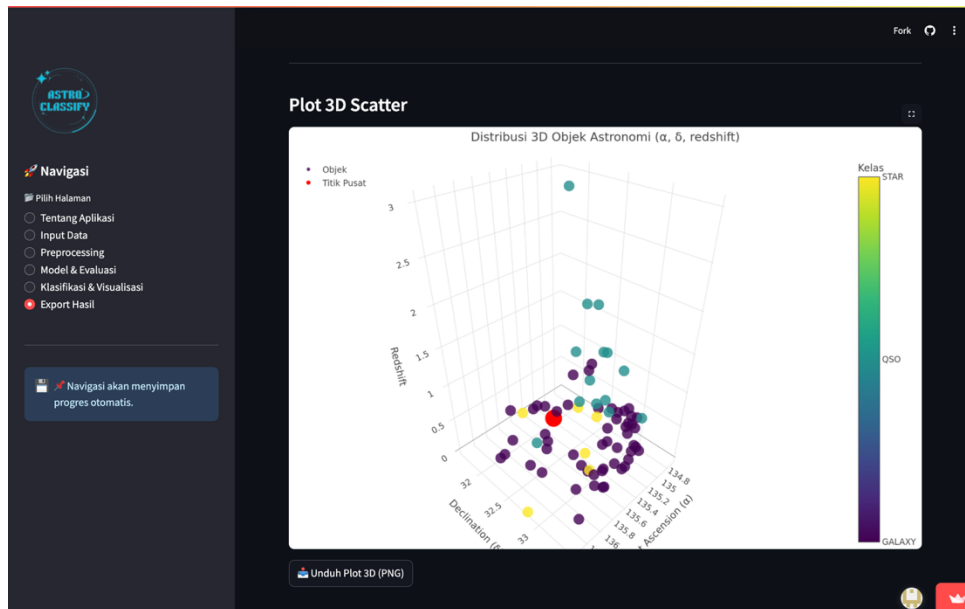 Fork
ASTRO
CLASSIFY
🚀 Navigasi
📂 Pilih Halaman
Tentang Aplikasi
Input Data
Preprocessing
Model & Evaluasi
Klasifikasi & Visualisasi
Export Hasil
💾 📌 Navigasi akan menyimpan
progres otomatis.
Plot 3D Scatter
Distribusi 3D Objek Astronomi (α, δ, redshift)
Objek
Titik Pusat
Kelas
STAR
QSO
GALAXY
3
2.5
2
1.5
1
0.5
0
Redshift
32
32.5
33
Declination
134.8
135
135.2
135.4
135.6
135.8
136
Ascension (α)
📥 Unduh Plot 3D (PNG)